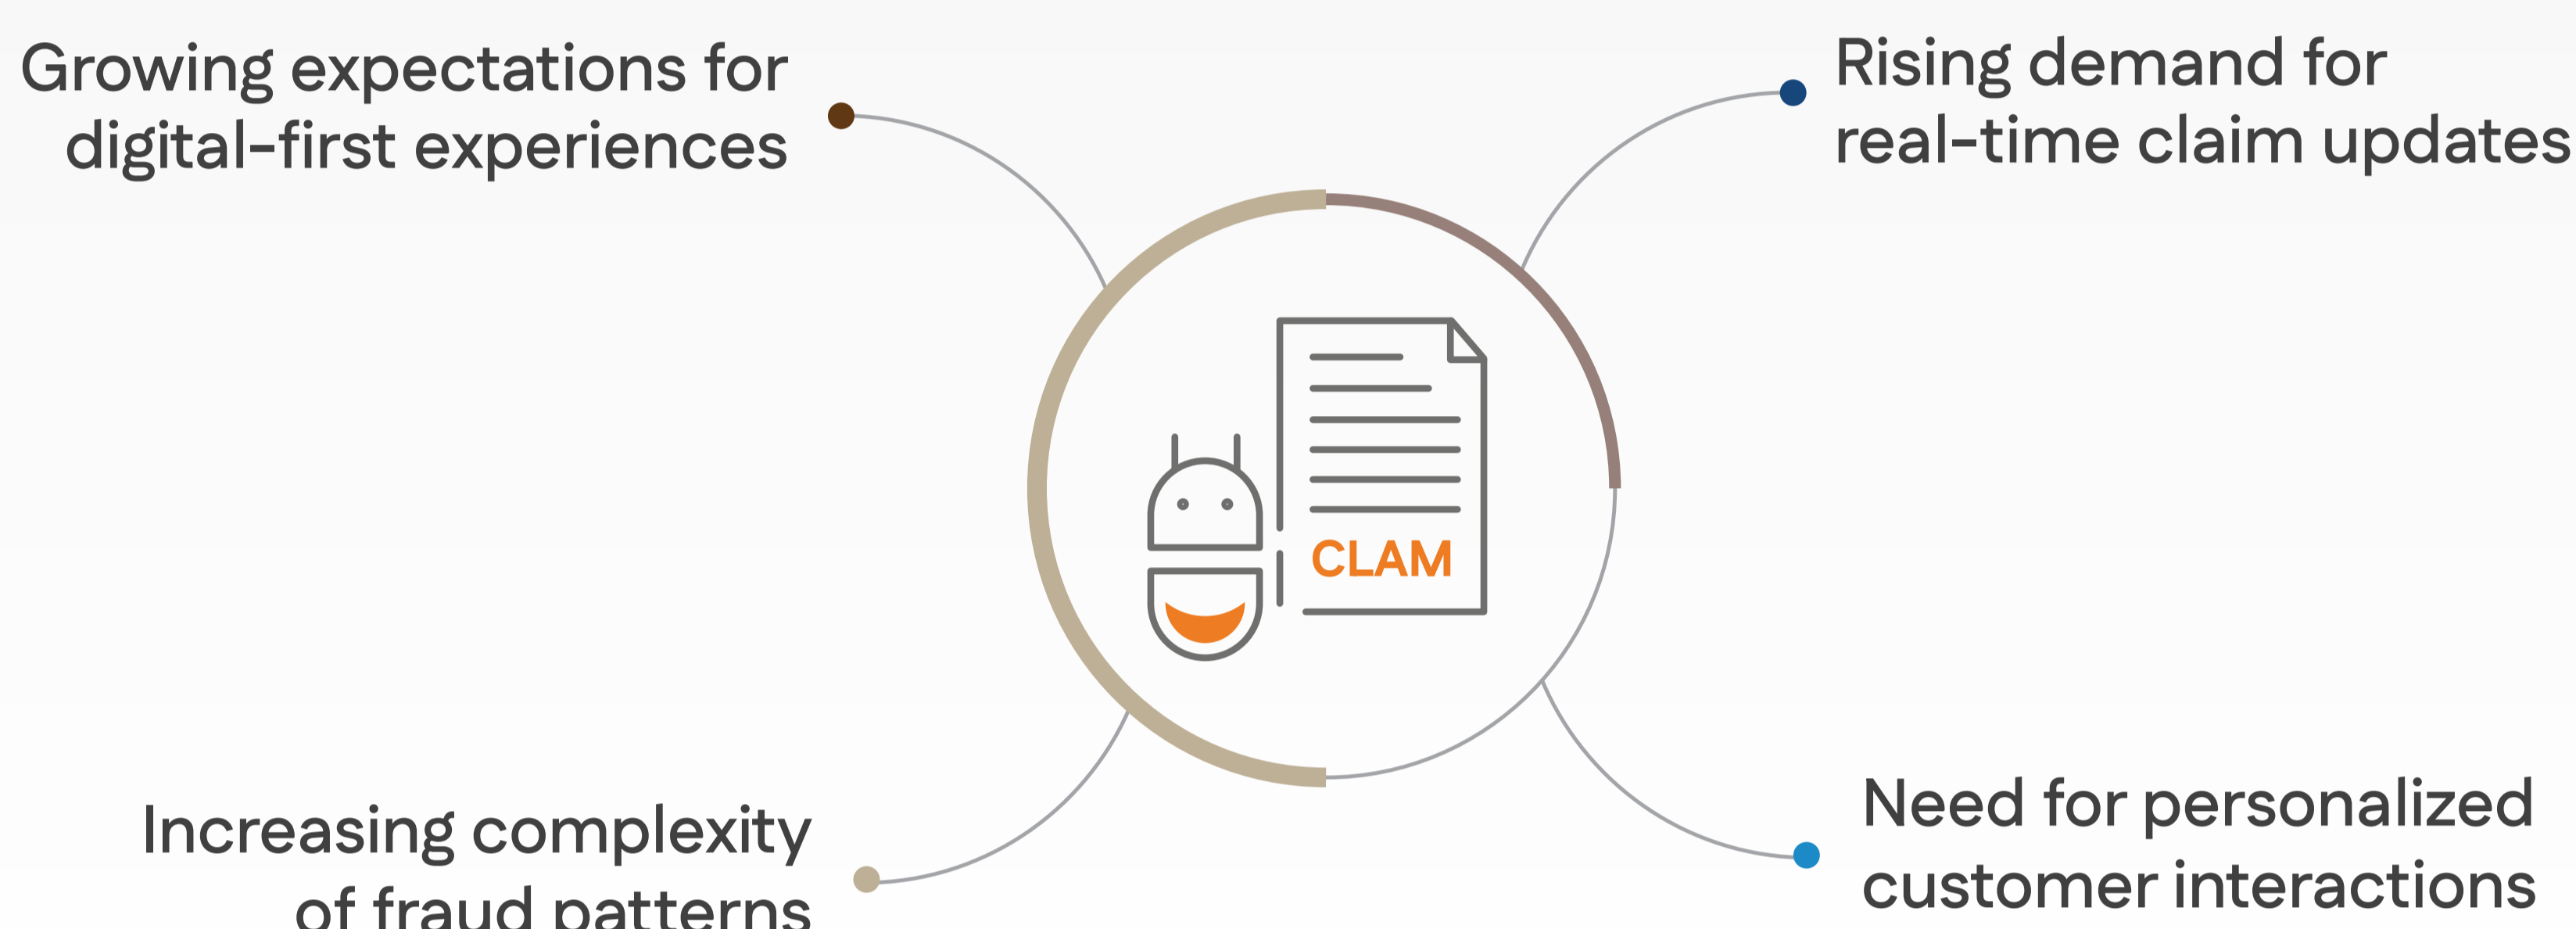 Growing expectations for
digital-first experiences
Rising demand for
real-time claim updates
CLAM
Increasing complexity
of fraud patterns
Need for personalized
customer interactions